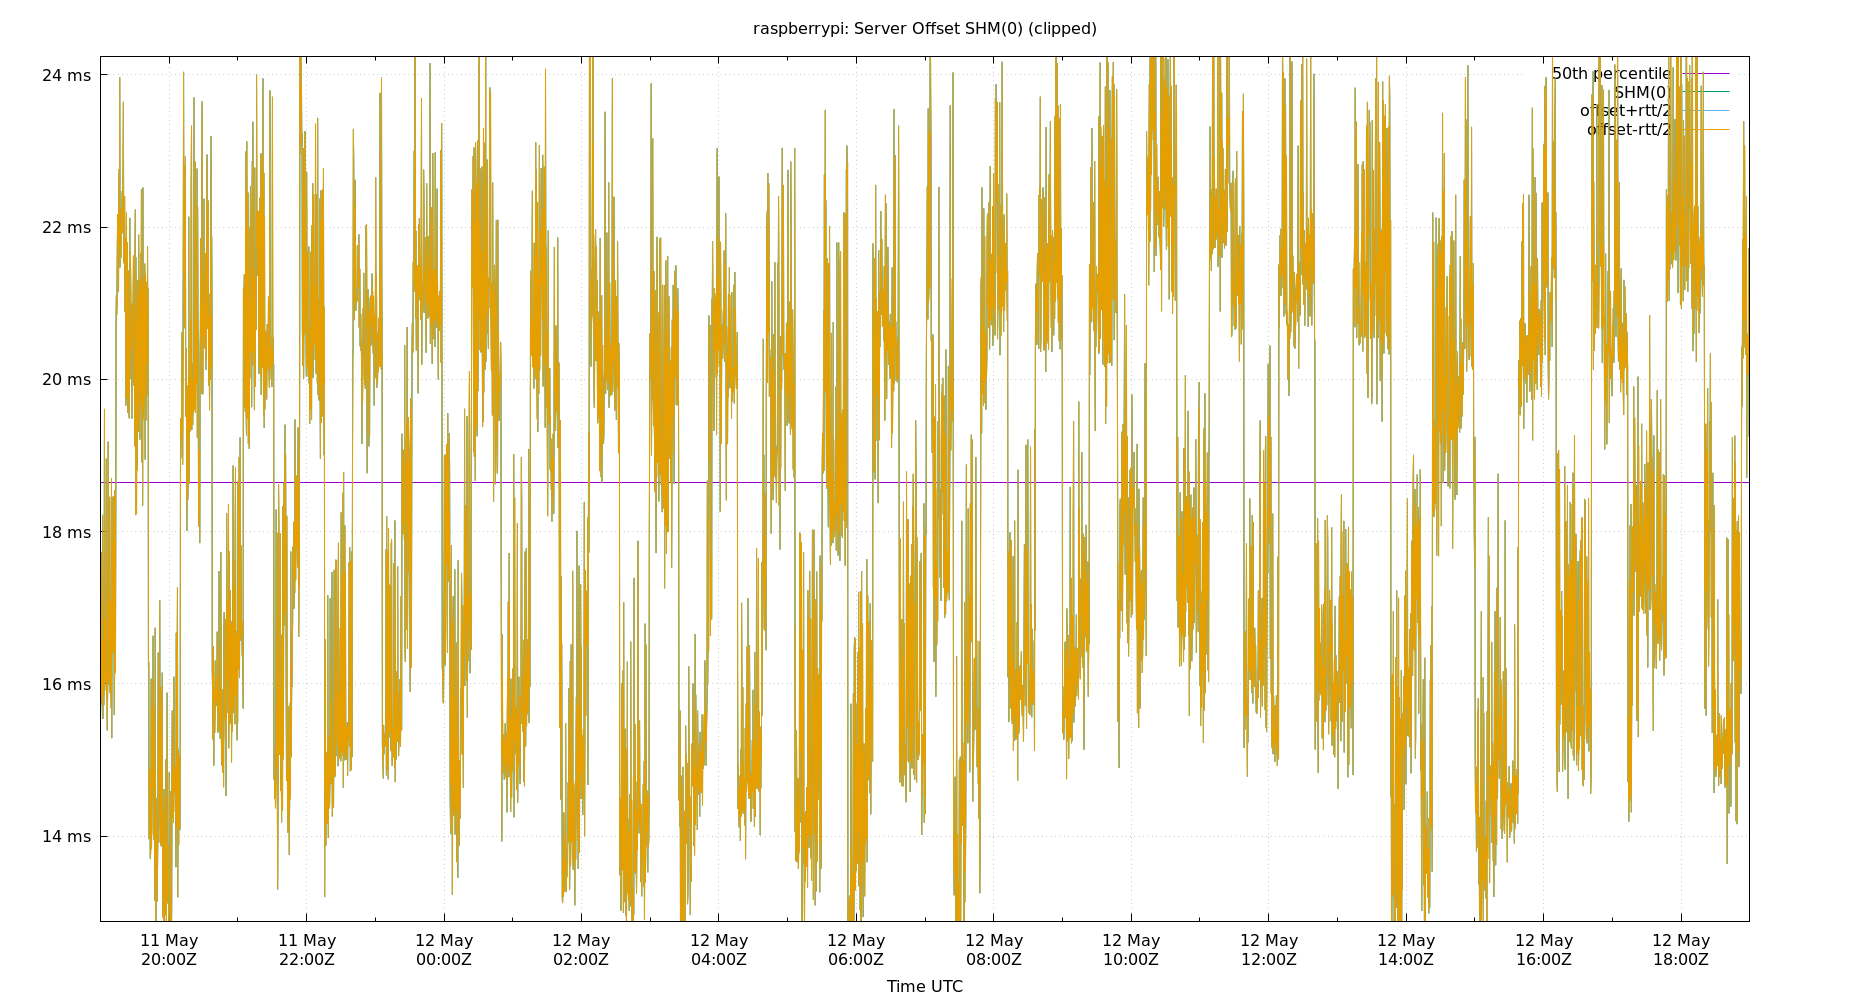 raspberrypi: Server Offset SHM(0) (clipped)
24 ms
22 ms
20 ms
18 ms
16 ms
14 ms
50th percentile
SHM(0)
offset+rtt/2
offset-rtt/2
11 May 11 May 12 May 12 May 12 May 12 May 12 May 12 May 12 May 12 May 12 May 12 May
20:00Z 22:00Z 00:00Z 02:00Z 04:00Z 06:00Z 08:00Z 10:00Z 12:00Z 14:00Z 16:00Z 18:00Z
Time UTC